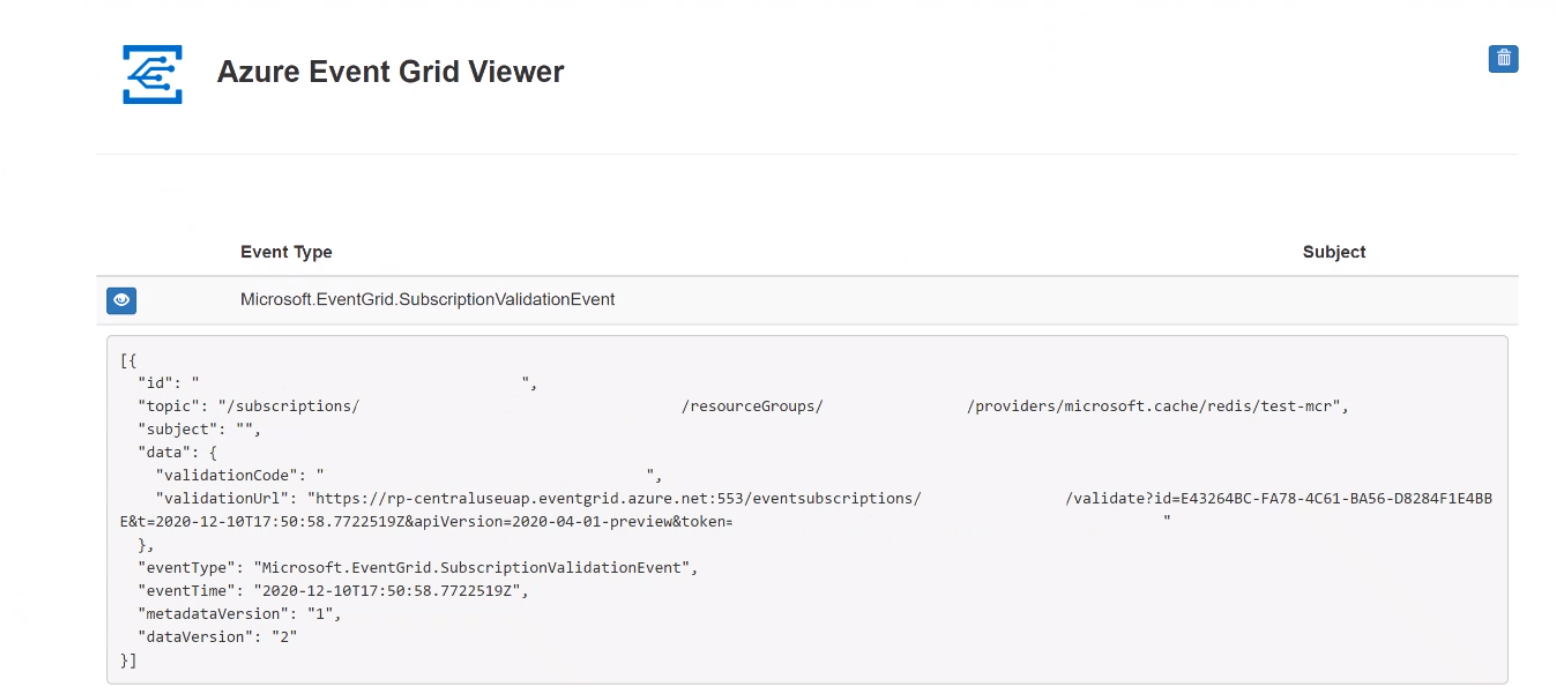 Azure Event Grid Viewer
Event Type Subject
Microsoft.EventGrid.SubscriptionValidationEvent
[{
"id": " ",
"topic": "/subscriptions/ /resourceGroups/ /providers/microsoft.cache/redis/test-mcr",
"subject": "",
"data": {
"validationCode": " ",
"validationUrl": "https://rp-centraluseuap.eventgrid.azure.net:553/eventsubscriptions/ /validate?id=E43264BC-FA78-4C61-BA56-D8284F1E4BB
E&t=2020-12-10T17:50:58.7722519Z&apiVersion=2020-04-01-preview&token= "
},
"eventType": "Microsoft.EventGrid.SubscriptionValidationEvent",
"eventTime": "2020-12-10T17:50:58.7722519Z",
"metadataVersion": "1",
"dataVersion": "2"
}]